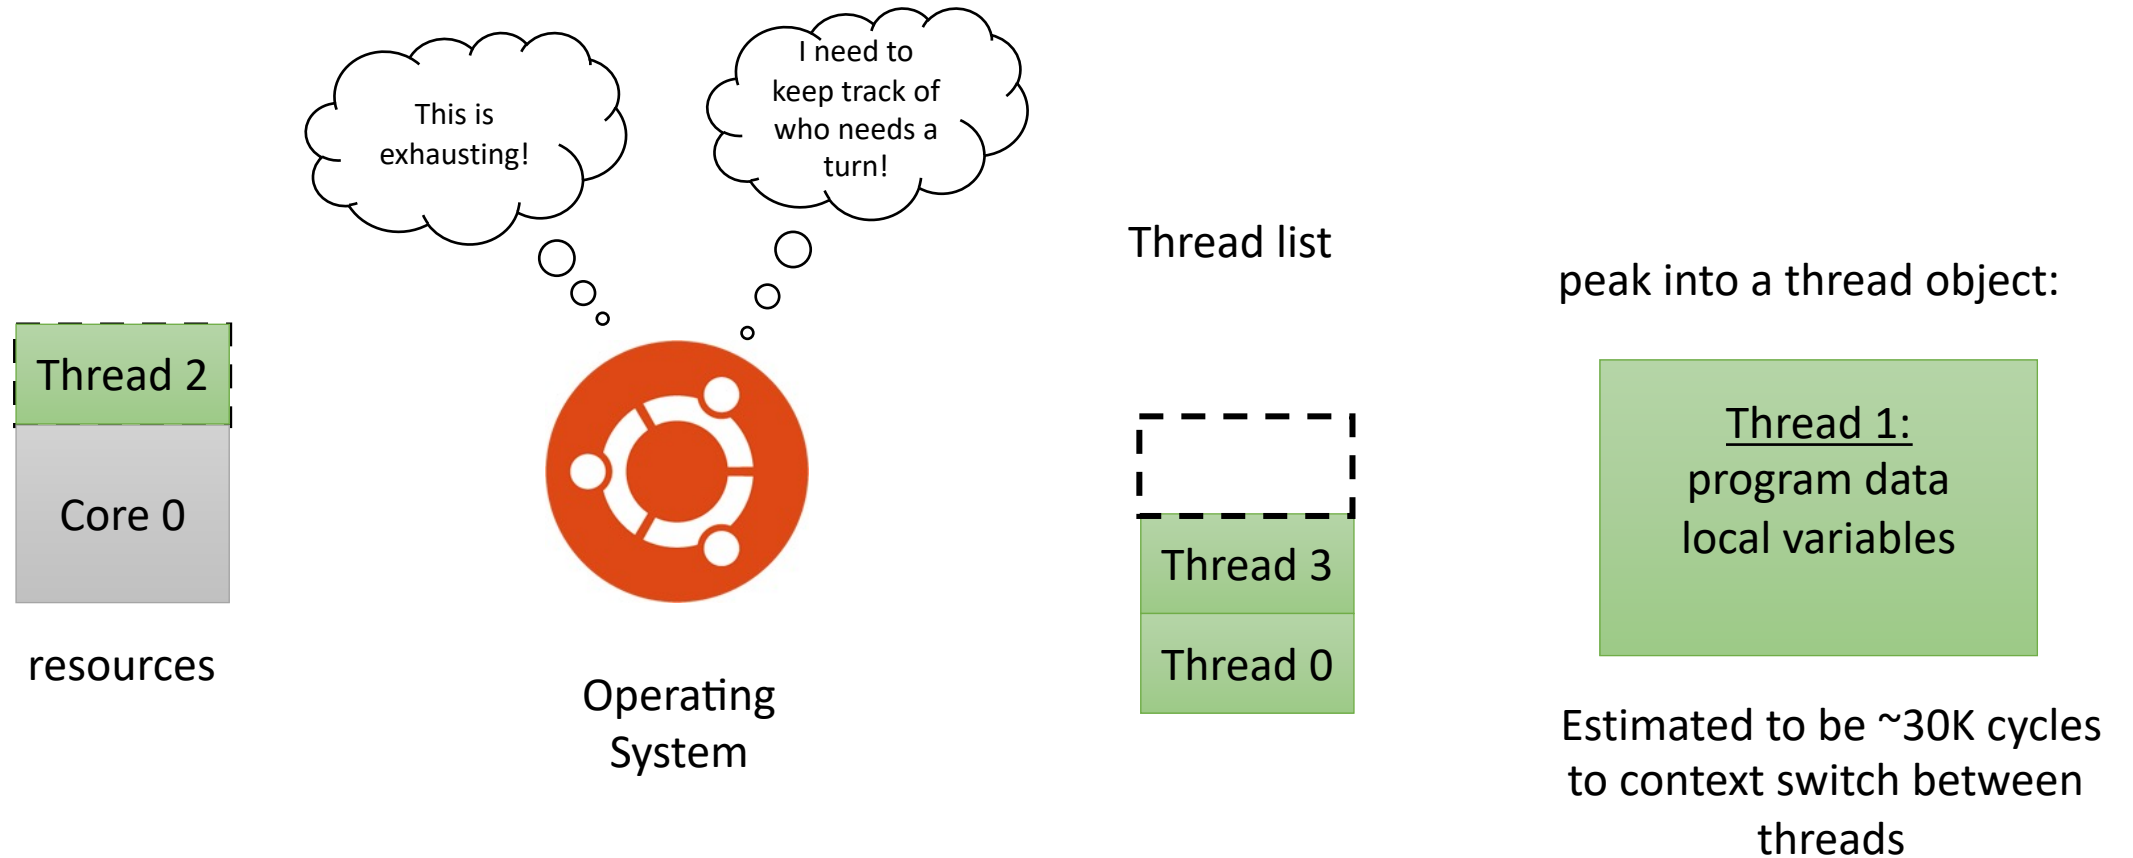 This is
exhausting!
I need to
keep track of
who needs a
turn!
Thread list
peak into a thread object:
Thread 2
Core 0
resources
Operating
System
Thread 3
Thread 0
Thread 1:
program data
local variables
Estimated to be ~30K cycles
to context switch between
threads